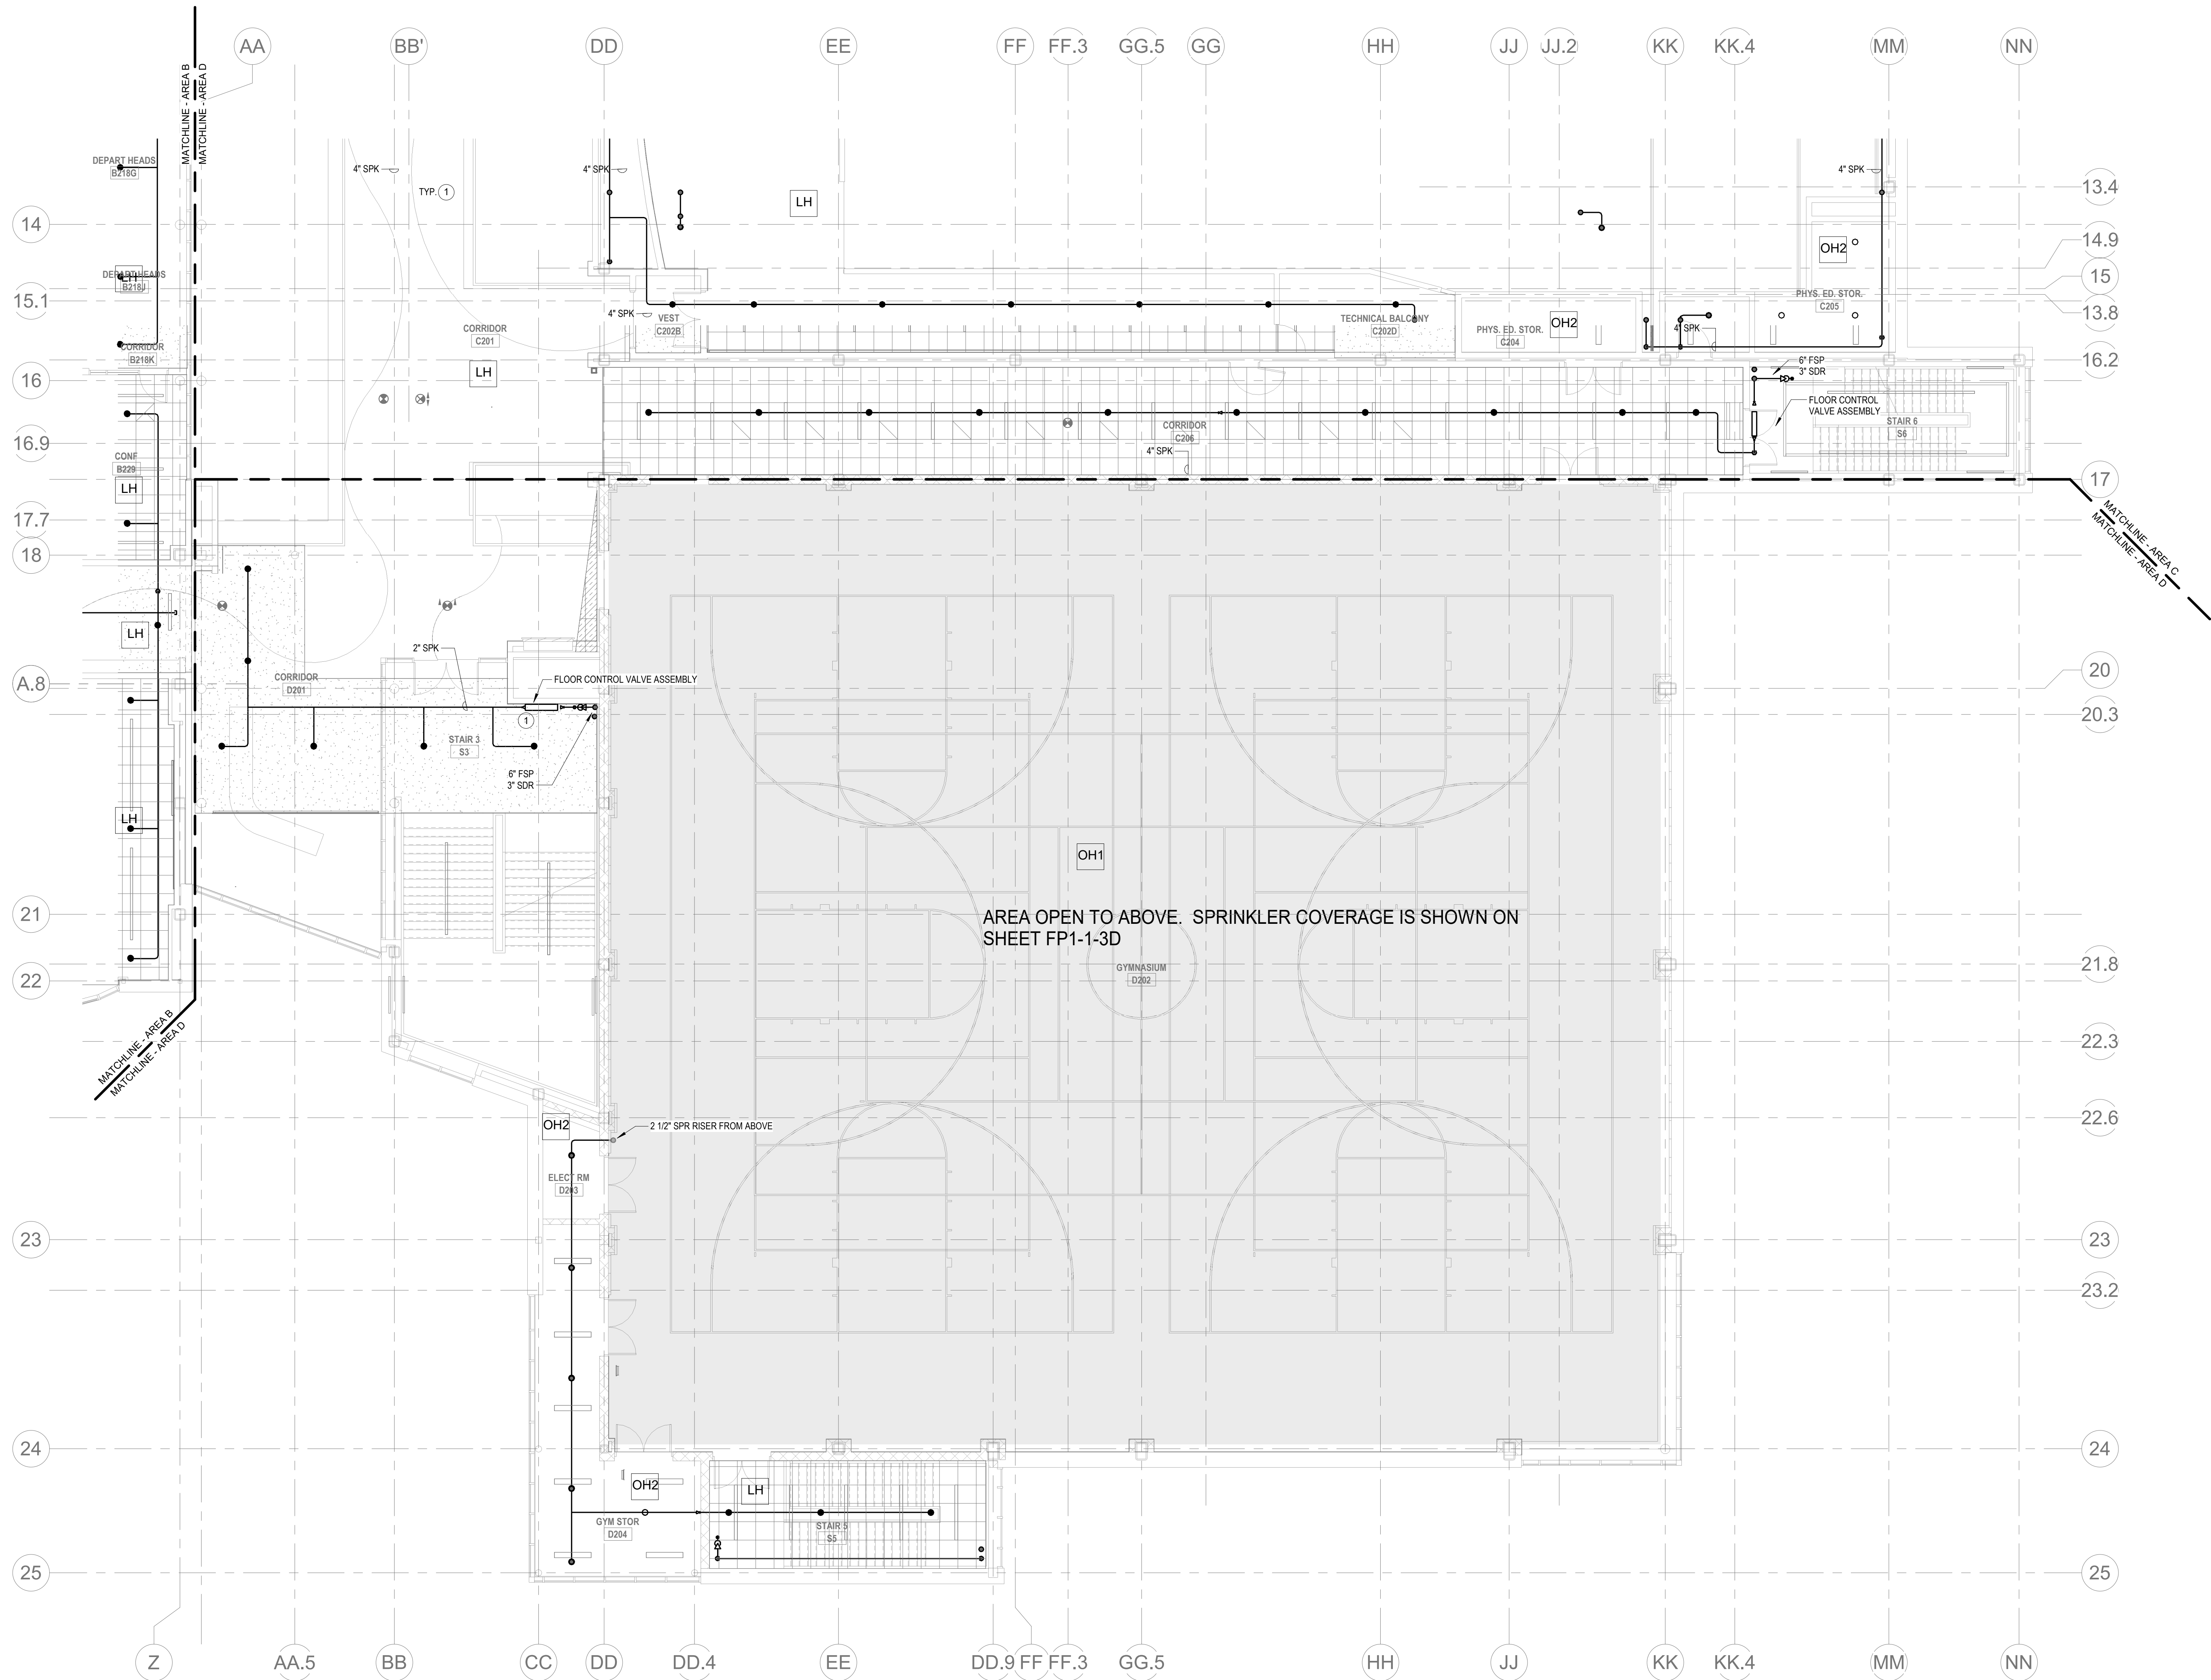 AA
BB'
DD
EE
FF
FF.3
GG.5
GG
HH
JJ
JJ.2
KK
KK.4
MM
NN
MATCHLINE - AREA B
MATCHLINE - AREA D
DEPART HEADS
B218G
4" SPK
TYP. 1
4" SPK
LH
4" SPK
13.4
14
14.9
OH2
15
DEPART HEADS
LH
B218J
15.1
PHYS. ED. STOR.
C205
13.8
4" SPK
VEST
C202B
TECHNICAL BALCONY
C202D
PHYS. ED. STOR.
C204
OH2
4" SPK
CORRIDOR
C201
CORRIDOR
B218K
LH
16.2
6" FSP
3" SDR
16
FLOOR CONTROL
VALVE ASSEMBLY
STAIR 6
S6
CORRIDOR
C206
4" SPK
16.9
CONF
B229
LH
17
17.7
MATCHLINE - AREA C
MATCHLINE - AREA D
18
LH
2" SPK
A.8
CORRIDOR
D201
FLOOR CONTROL VALVE ASSEMBLY
20
20.3
1
STAIR 3
S3
6" FSP
3" SDR
LH
OH1
21
AREA OPEN TO ABOVE. SPRINKLER COVERAGE IS SHOWN ON
SHEET FP1-1-3D
22
GYMNASIUM
D202
21.8
MATCHLINE - AREA B
MATCHLINE - AREA D
22.3
OH2
2 1/2" SPR RISER FROM ABOVE
22.6
ELECT RM
D203
23
23
23.2
24
24
OH2
LH
GYM STOR
D204
STAIR 5
S5
25
25
Z
AA.5
BB
CC
DD
DD.4
EE
DD.9
FF
FF.3
GG.5
HH
JJ
KK
KK.4
MM
NN